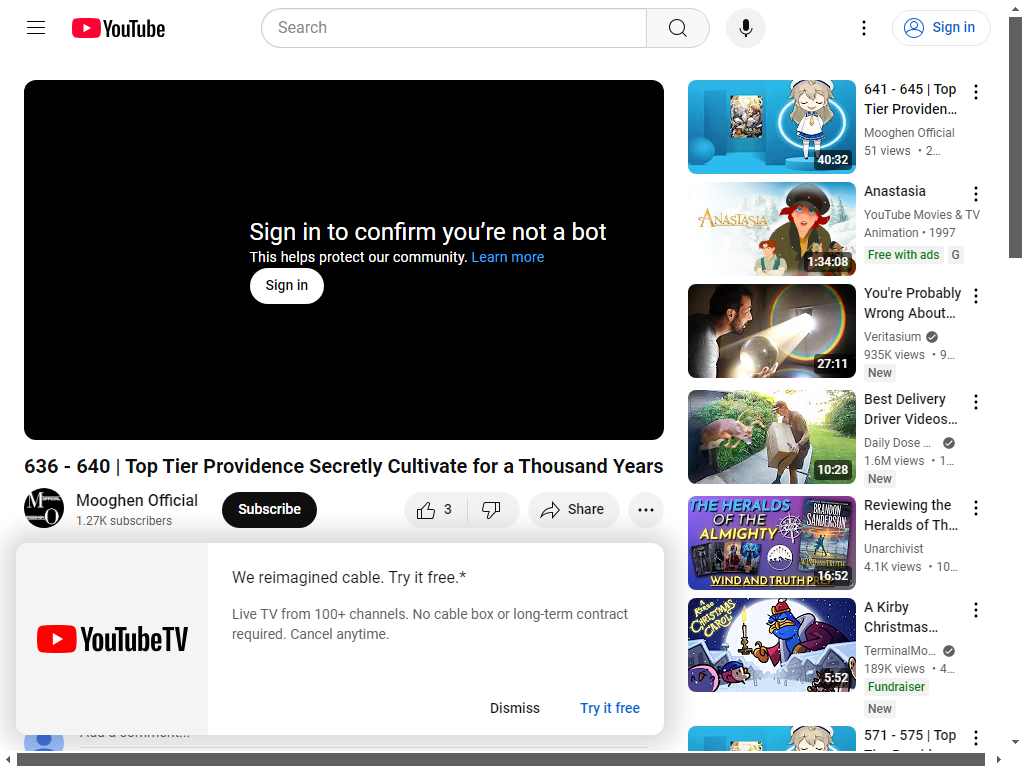 YouTube
Search
Sign in
Sign in to confirm you're not a bot
This helps protect our community. Learn more
Sign in
636 - 640 | Top Tier Providence Secretly Cultivate for a Thousand Years
Mooghen Official
1.27K subscribers
Subscribe
3
Share
YouTubeTV
We reimagined cable. Try it free.*
Live TV from 100+ channels. No cable box or long-term contract
required. Cancel anytime.
Dismiss
Try it free
Add a comment...
40:32
641 - 645 | Top
Tier Providen...
Mooghen Official
51 views • 2...
ANASTASIA
1:34:08
Anastasia
YouTube Movies & TV
Animation • 1997
Free with ads
G
27:11
You're Probably
Wrong About...
Veritasium
935K views • 9...
New
10:28
Best Delivery
Driver Videos...
Daily Dose ...
1.6M views • 1...
New
THE HERALDS
OF THE
ALMIGHTY
BRANDON
SANDERSON
WIND AND TRUTH PREP
16:52
Reviewing the
Heralds of Th...
Unarchivist
4.1K views • 10...
A KIRBY
CHRISTMAS
CAROL
5:52
A Kirby
Christmas...
TerminalMo...
189K views • 4...
Fundraiser
New
571 - 575 | Top